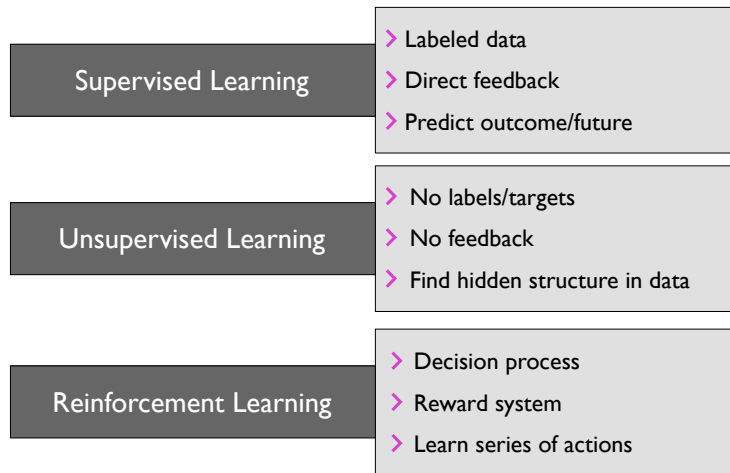 Supervised Learning
Labeled data
Direct feedback
Predict outcome/future
Unsupervised Learning
No labels/targets
No feedback
Find hidden structure in data
Reinforcement Learning
Decision process
Reward system
Learn series of actions